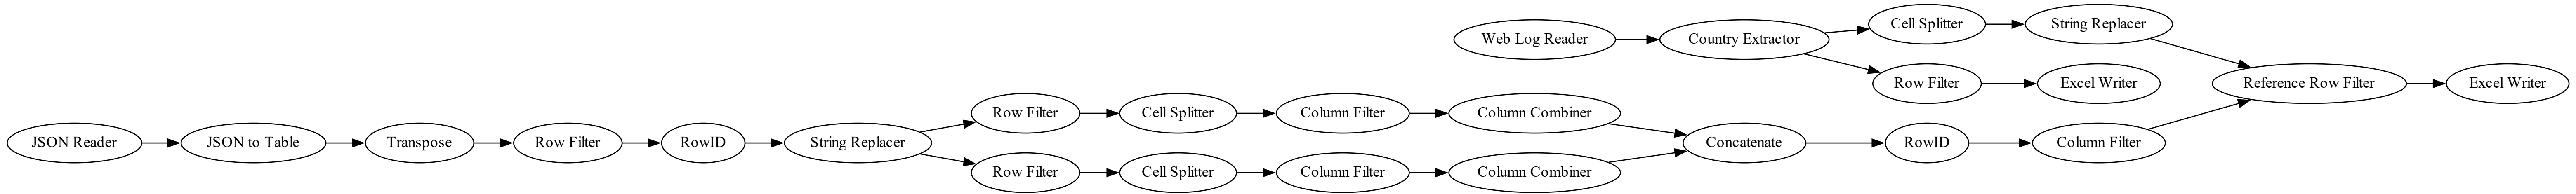 Web Log Reader
Country Extractor
Cell Splitter
String Replacer
Row Filter
Excel Writer
Reference Row Filter
Excel Writer
JSON Reader
JSON to Table
Transpose
Row Filter
RowID
String Replacer
Row Filter
Cell Splitter
Column Filter
Column Combiner
Row Filter
Cell Splitter
Column Filter
Column Combiner
Concatenate
RowID
Column Filter